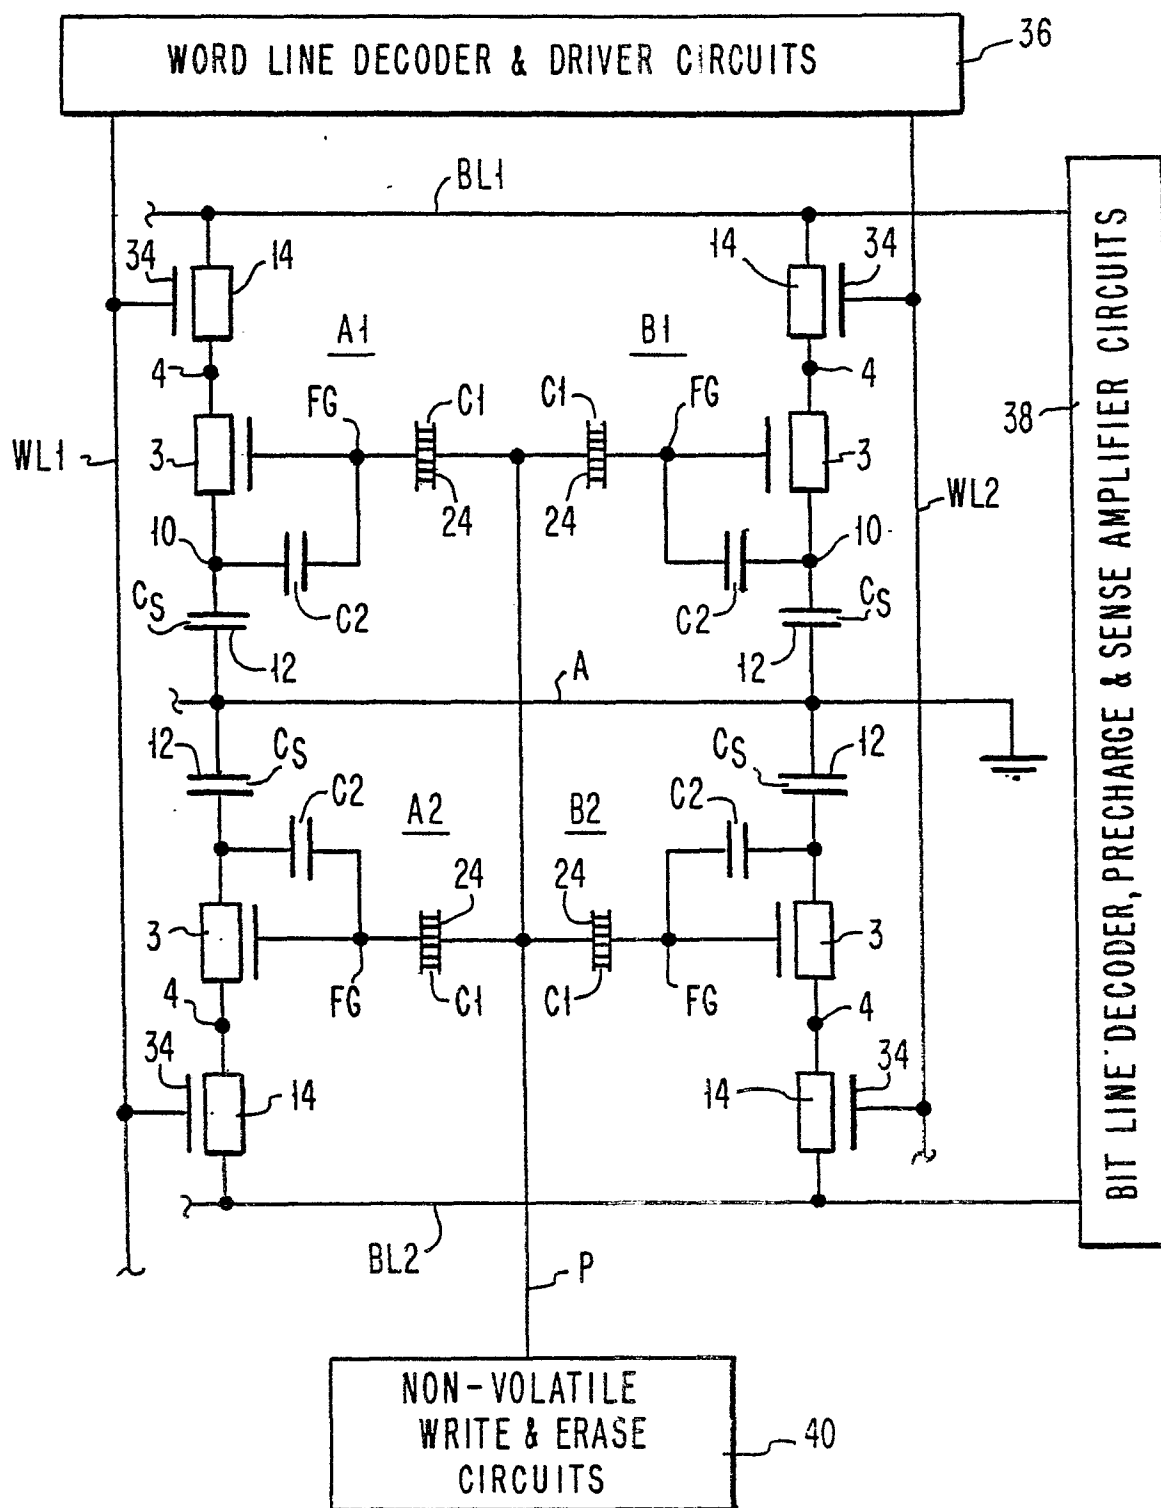 36
WORD LINE DECODER & DRIVER CIRCUITS
BL1
34
14
14
34
A1
B1
4
4
FG
C1
C1
FG
38
WL1
3
3
24
24
WL2
10
10
CS
C2
C2
CS
12
12
A
12
CS
CS
12
C2
C2
A2
B2
24
24
3
3
FG
C1
C1
FG
4
4
34
34
14
14
BL2
P
BIT LINE DECODER, PRECHARGE & SENSE AMPLIFIER CIRCUITS
NON-VOLATILE
WRITE & ERASE
CIRCUITS
40